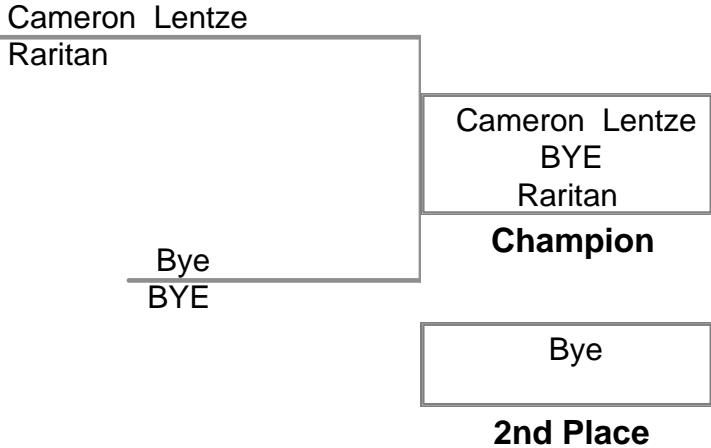 Cameron Lentze
Raritan
Cameron Lentze
BYE
Raritan
Champion
Bye
BYE
Bye
2nd Place